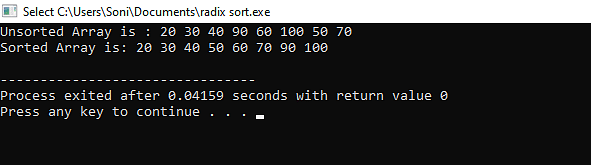 Select C:\Users\Soni\Documents\radix sort.exe
Unsorted Array is : 20 30 40 90 60 100 50 70
Sorted Array is: 20 30 40 50 60 70 90 100
--------------------------------
Process exited after 0.04159 seconds with return value 0
Press any key to continue . . .